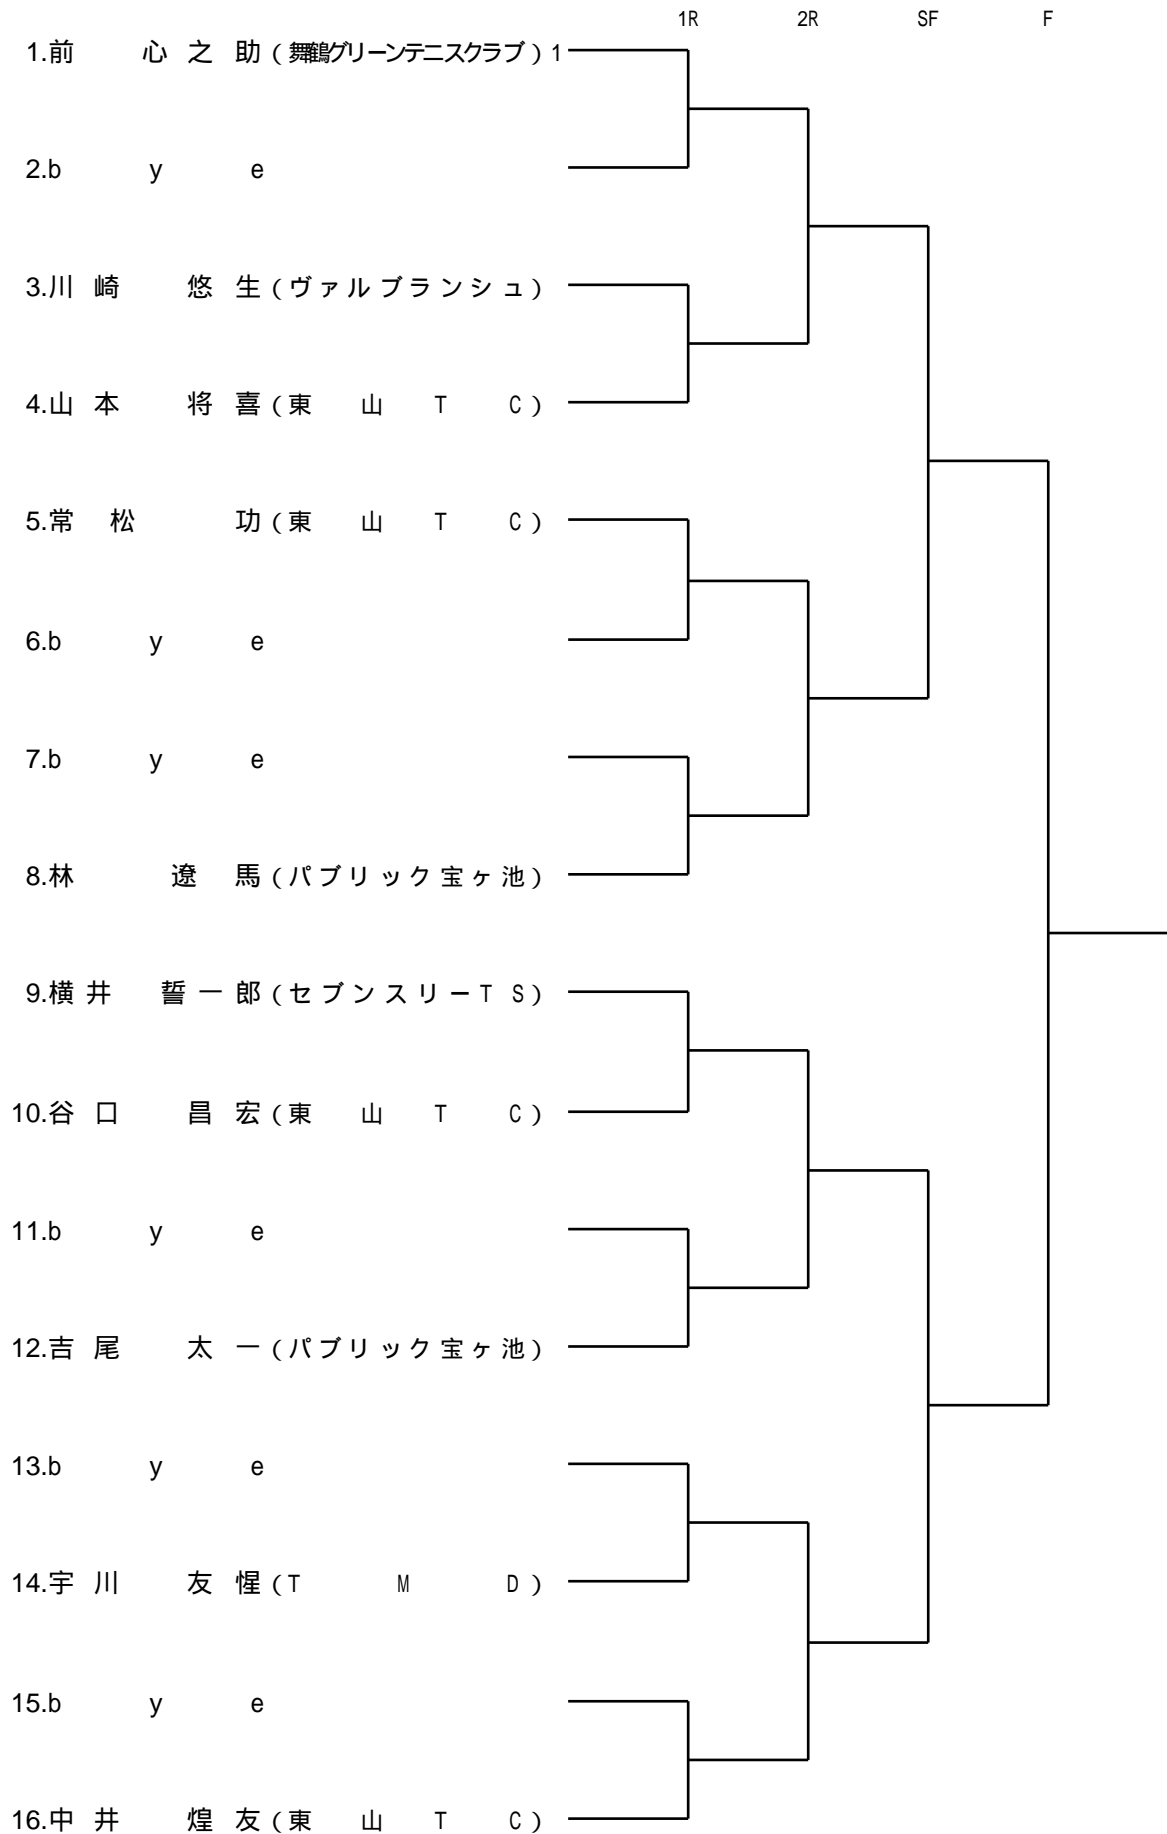 1R 2R SF F
1.前 心之助(舞鶴グリーンテニスクラブ)1
2.bye
3.川崎 悠生(ヴァルブランシュ)
4.山本 将喜(東山TC)
5.常松 功(東山TC)
6.bye
7.bye
8.林 遼馬(パブリック宝ヶ池)
9.横井 誓一郎(セブンスリーTS)
10.谷口 昌宏(東山TC)
11.bye
12.吉尾 太一(パブリック宝ヶ池)
13.bye
14.宇川 友惺(TMD)
15.bye
16.中井 煌友(東山TC)